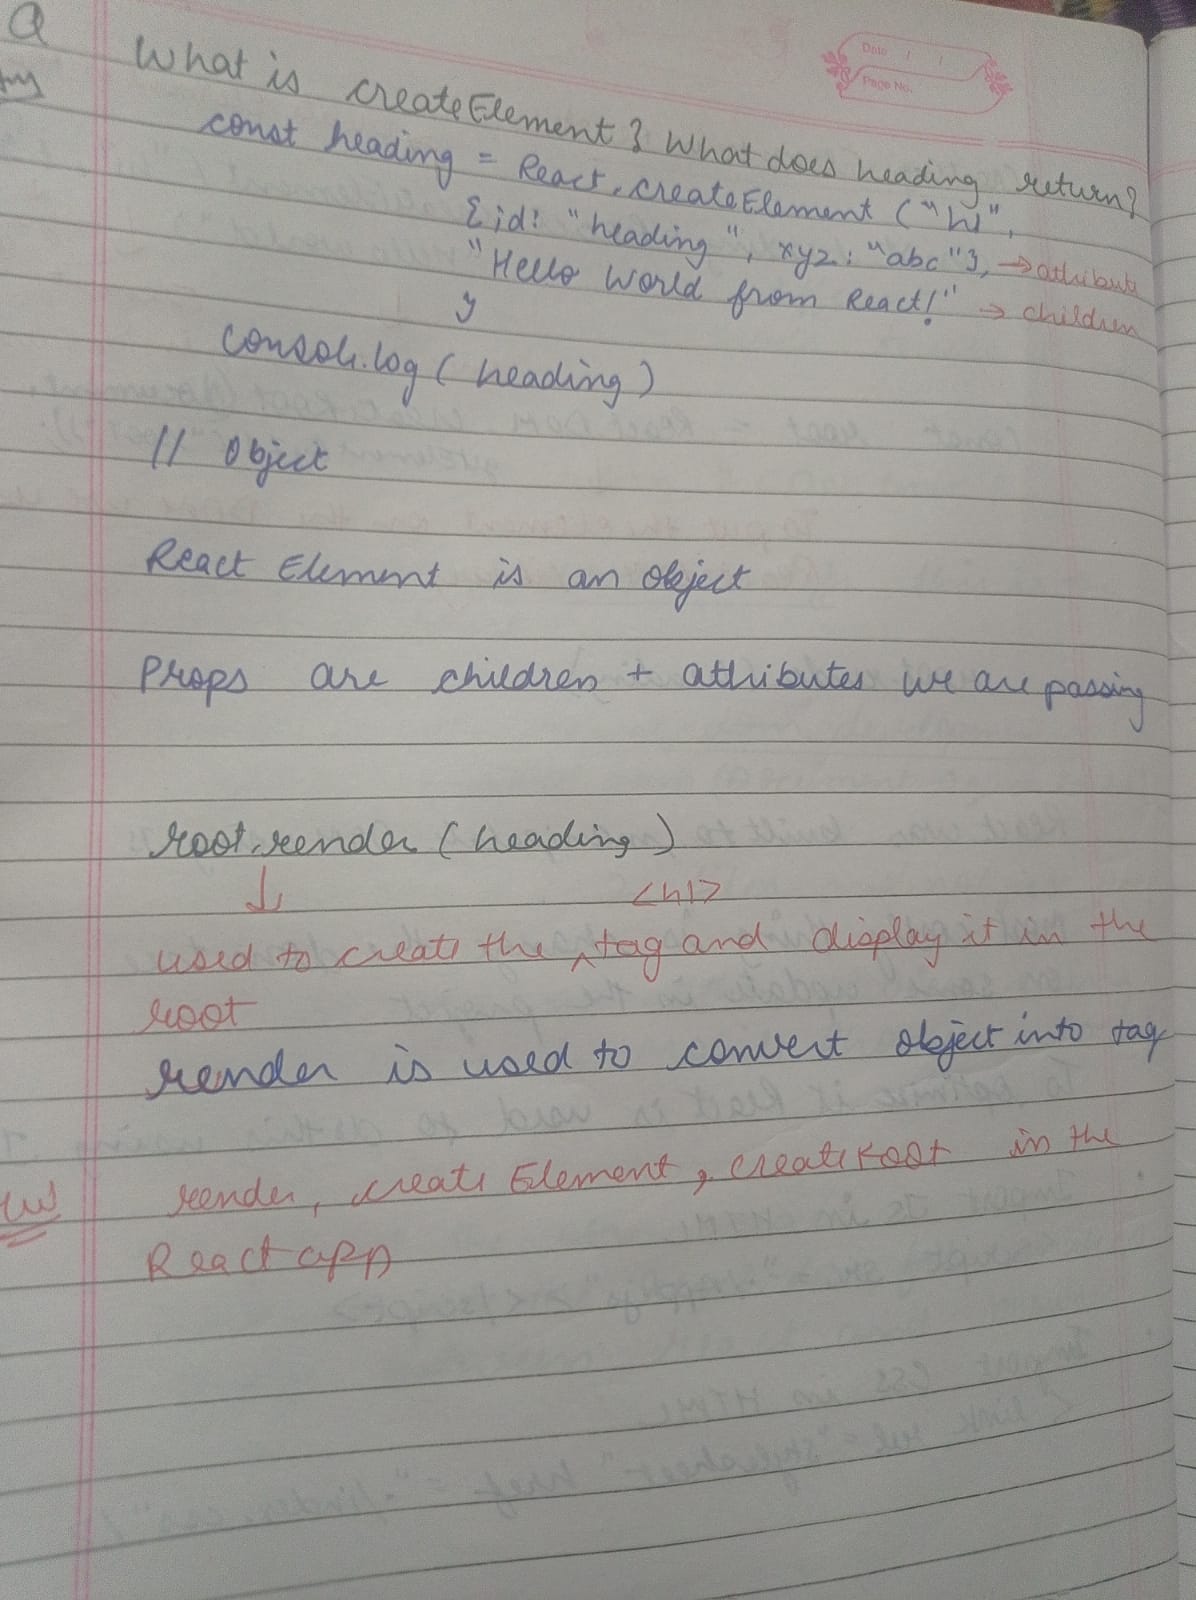 Q
Date / /
Page No.
Ans
What is createElement? What does heading return?
const heading = React.createElement ("h1",
{id: "heading", xyz: "abc"}, → attribute
"Hello World from React!" → children
)
console.log (heading)
// Object
React Element is an object
Props are children + attributes we are passing
root.render (heading)
↓ <h1>
used to create the ^ tag and display it in the
root
render is used to convert object into tag
render, create Element, createRoot in the
React app